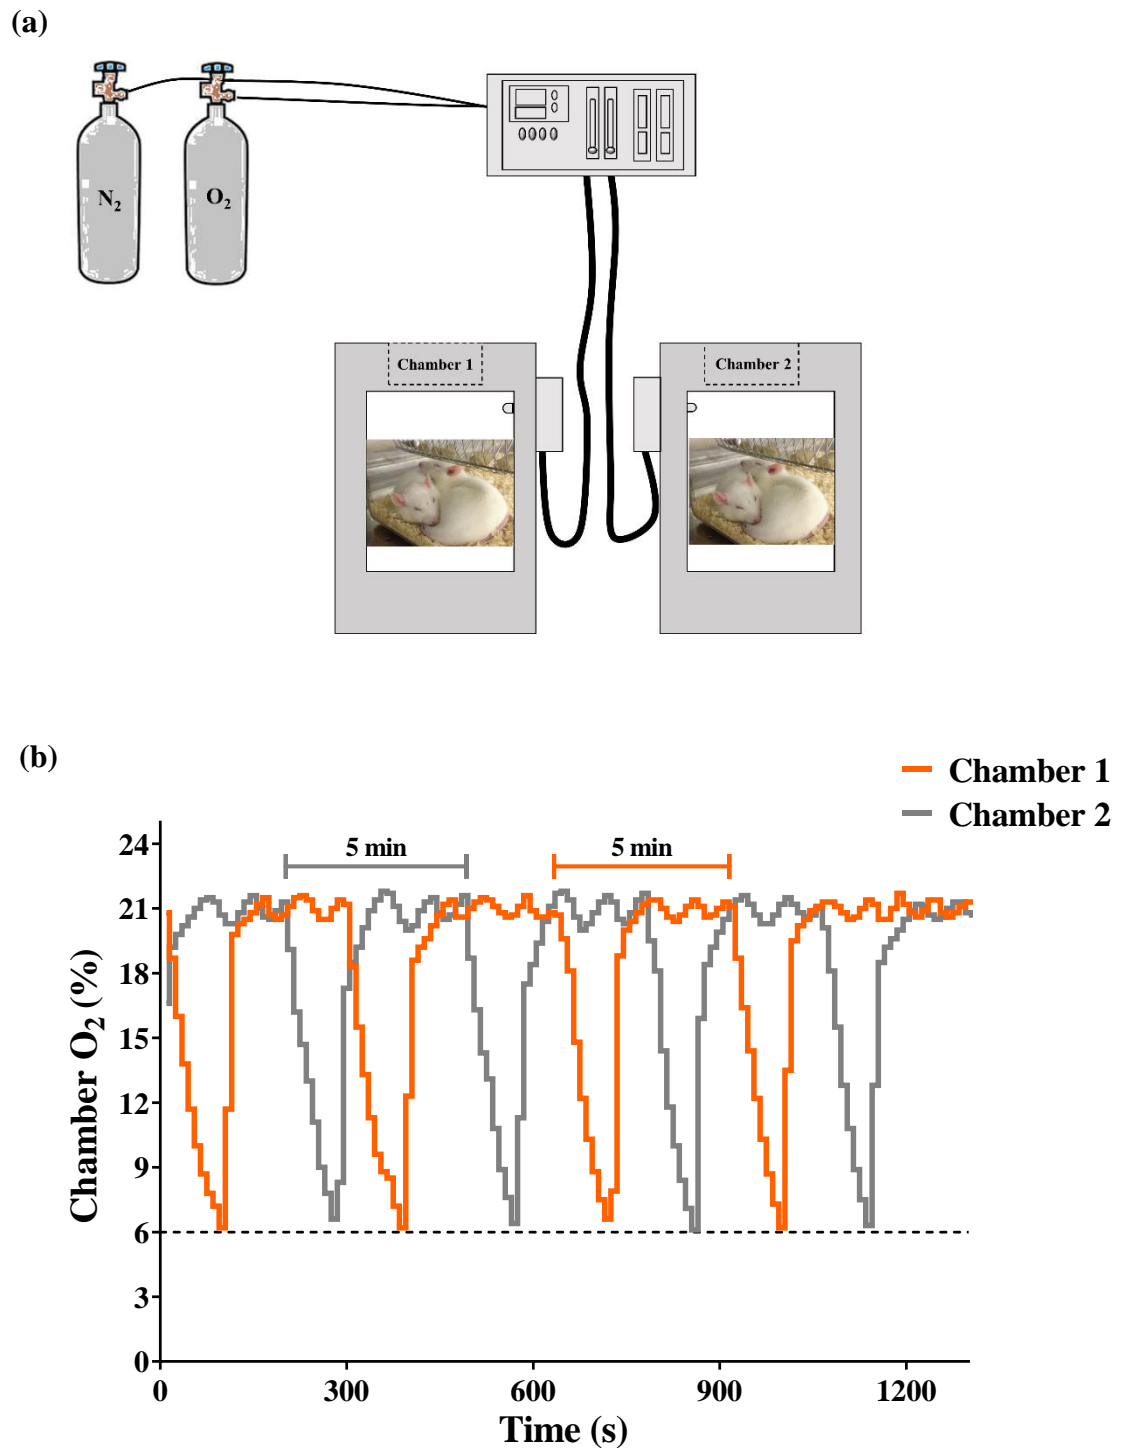 (a)
N2
O2
Chamber 1
Chamber 2
(b)
Chamber 1
Chamber 2
5 min
5 min
Chamber O2 (%)
24
21
18
15
12
9
6
3
0
0 300 600 900 1200
Time (s)